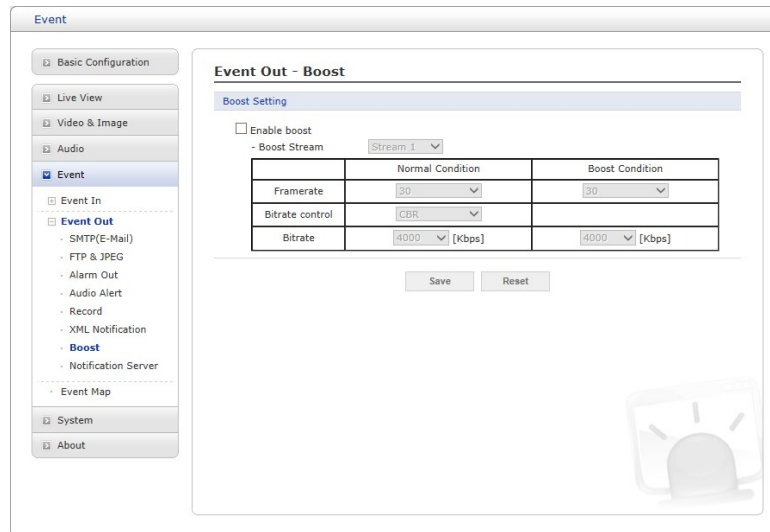 Event
Basic Configuration
Live View
Video & Image
Audio
Event
Event In
Event Out
SMTP(E-Mail)
FTP & JPEG
Alarm Out
Audio Alert
Record
XML Notification
Boost
Notification Server
Event Map
System
About
Event Out - Boost
Boost Setting
Enable boost
- Boost Stream Stream 1
Normal Condition Boost Condition
Framerate 30 30
Bitrate control CBR
Bitrate 4000 [Kbps] 4000 [Kbps]
Save Reset